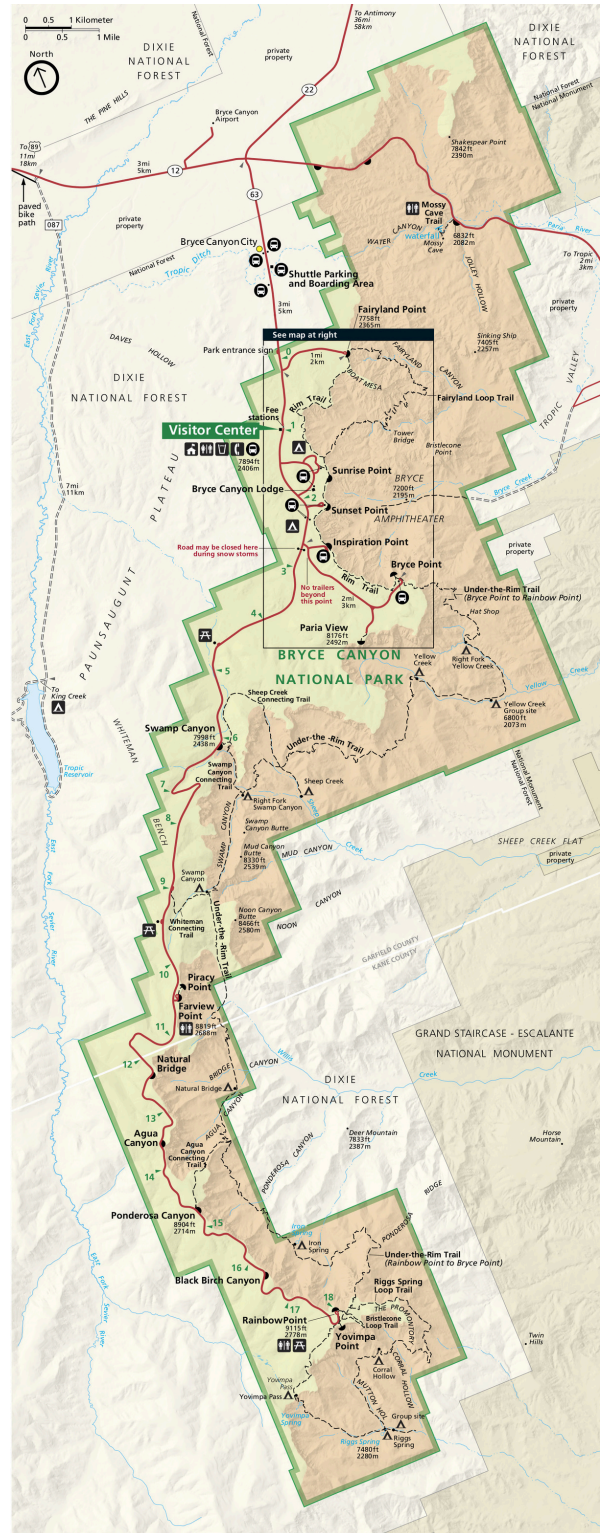 0 0.5 1 Kilometer
0 0.5 1 Mile
North
To Antimony
36mi
58km
DIXIE
NATIONAL
FOREST
National Forest
private
property
DIXIE
NATIONAL
FOREST
National Forest
National Monument
THE PINE HILLS
22
Bryce Canyon
Airport
Shakespear Point
7842ft
2390m
To 89
11mi
18km
3mi
5km
12
63
paved
bike
path
087
private
property
Mossy
Cave
Trail
6832ft
2082m
WATER CANYON
waterfall
Mossy
Cave
Paria River
Bryce Canyon City
National Forest
Tropic Ditch
Shuttle Parking
and Boarding Area
To Tropic
2mi
3km
JOLLEY HOLLOW
East Fork Sevier River
3mi
5km
Fairyland Point
7758ft
2365m
private
property
DAVES HOLLOW
See map at right
Sinking Ship
7405ft
2257m
Park entrance sign
0
1mi
2km
FAIRYLAND CANYON
BOAT MESA
TROPIC VALLEY
DIXIE
NATIONAL FOREST
Rim Trail
Fairyland Loop Trail
Fee
stations
Visitor Center
1
7894ft
2406m
Tower
Bridge
Bristlecone
Point
7mi
11km
PLATEAU
Sunrise Point
BRYCE
7200ft
2195m
AMPHITHEATER
Bryce Creek
Bryce Canyon Lodge
2
Sunset Point
Road may be closed here
during snow storms
Inspiration Point
private
property
3
No trailers
beyond
this point
Rim Trail
2mi
3km
Bryce Point
Under-the-Rim Trail
(Bryce Point to Rainbow Point)
Hat Shop
4
Paria View
8176ft
2492m
PAUNSAUGUNT
BRYCE CANYON
NATIONAL PARK
5
Yellow
Creek
Right Fork
Yellow Creek
Yellow Creek
To
King Creek
Sheep Creek
Connecting Trail
Yellow Creek
Group site
6800ft
2073m
WHITEMAN
Swamp Canyon
7998ft
2438m
6
Under-the-Rim Trail
National Monument
National Forest
Tropic
Reservoir
Swamp
Canyon
Connecting
Trail
7
Sheep Creek
Right Fork
Swamp Canyon
Sheep Creek
BENCH
8
SWAMP CANYON
Swamp
Canyon Butte
Mud Canyon
Butte
8330ft
2539m
MUD CANYON
SHEEP CREEK FLAT
private
property
9
Swamp
Canyon
East Fork Sevier River
Whiteman
Connecting
Trail
Under-the-Rim Trail
Noon Canyon
Butte
8466ft
2580m
NOON CANYON
10
GARFIELD COUNTY
KANE COUNTY
Piracy
Point
Farview
Point
8819ft
2688m
11
GRAND STAIRCASE - ESCALANTE
NATIONAL MONUMENT
12
Natural
Bridge
BRIDGE CANYON
Willis Creek
Natural Bridge
DIXIE
NATIONAL FOREST
13
AGUA CANYON
Agua
Canyon
Agua
Canyon
Connecting
Trail
Deer Mountain
7833ft
2387m
Horse
Mountain
14
PONDEROSA CANYON
Ponderosa Canyon
8904ft
2714m
15
PONDEROSA RIDGE
Iron
Spring
Iron
Spring
East Fork Sevier River
16
Black Birch Canyon
Under-the-Rim Trail
(Rainbow Point to Bryce Point)
Riggs Spring
Loop Trail
17
18
Rainbow Point
9115ft
2778m
THE PROMONTORY
Bristlecone
Loop Trail
Yovimpa
Point
Twin
Hills
Corral
Hollow
CORRAL HOLLOW
MUTTON HOL
Yovimpa
Pass
Yovimpa Pass
Yovimpa
Spring
Group site
Riggs Spring
Riggs
Spring
7480ft
2280m